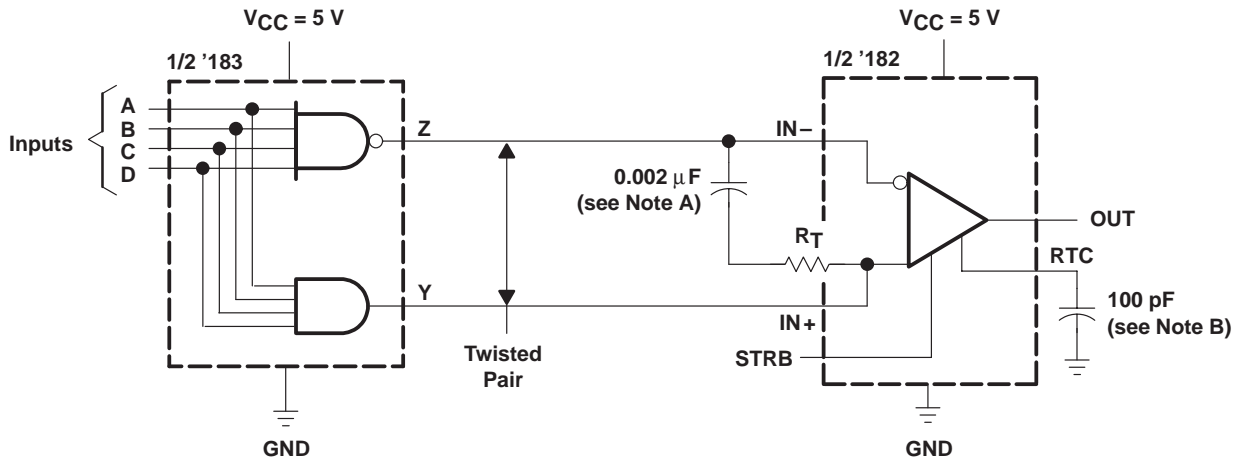 VCC = 5 V
1/2 '183
Inputs
A
B
C
D
Z
Y
GND
Twisted
Pair
0.002 μF
(see Note A)
RT
VCC = 5 V
1/2 '182
IN−
IN+
STRB
OUT
RTC
100 pF
(see Note B)
GND